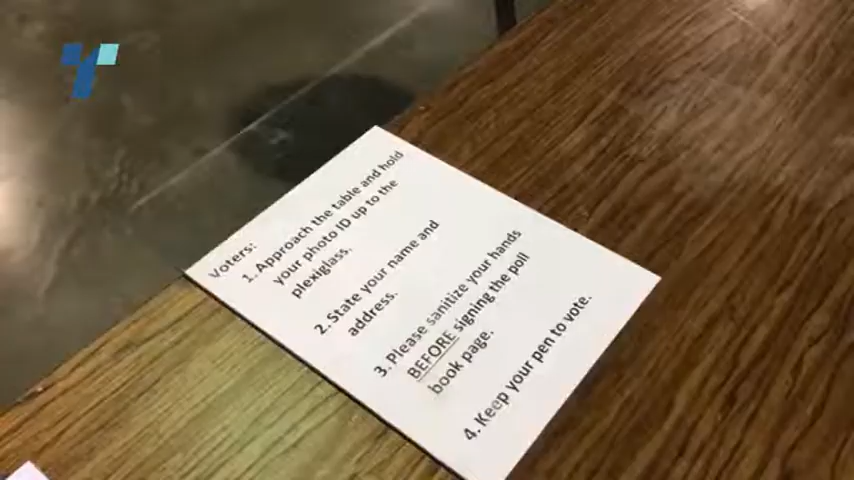 Voters:
1. Approach the table and hold
your photo ID up to the
plexiglass.
2. State your name and
address.
3. Please sanitize your hands
BEFORE signing the poll
book page.
4. Keep your pen to vote.